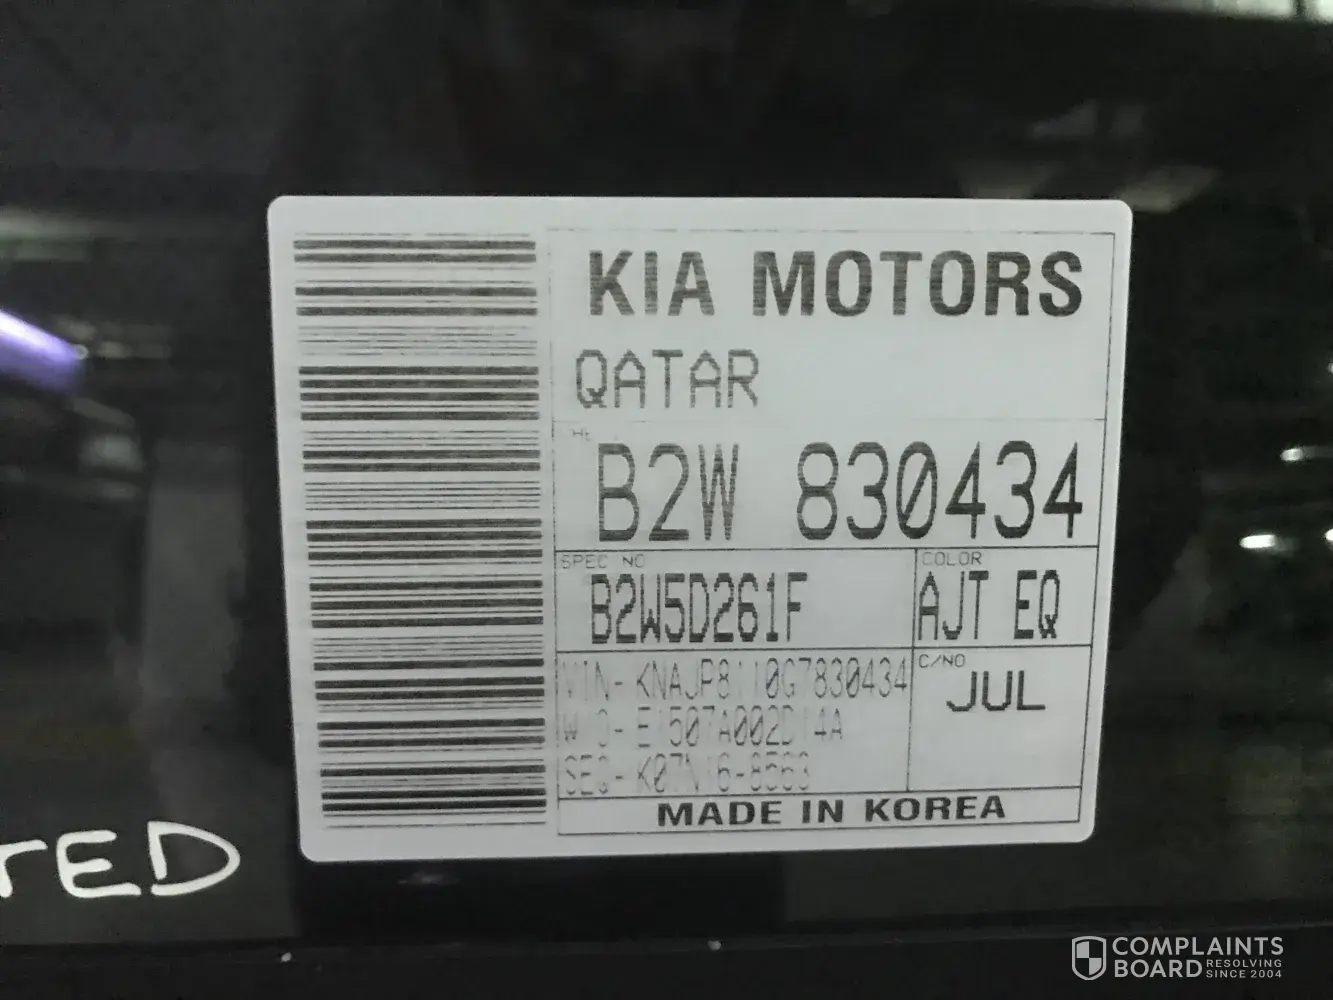 KIA MOTORS
QATAR
B2W 830434
SPEC NO
B2W5D261F
COLOR
AJT EQ
C/NO
JUL
MADE IN KOREA
TED
COMPLAINTS
BOARD RESOLVING
SINCE 2004